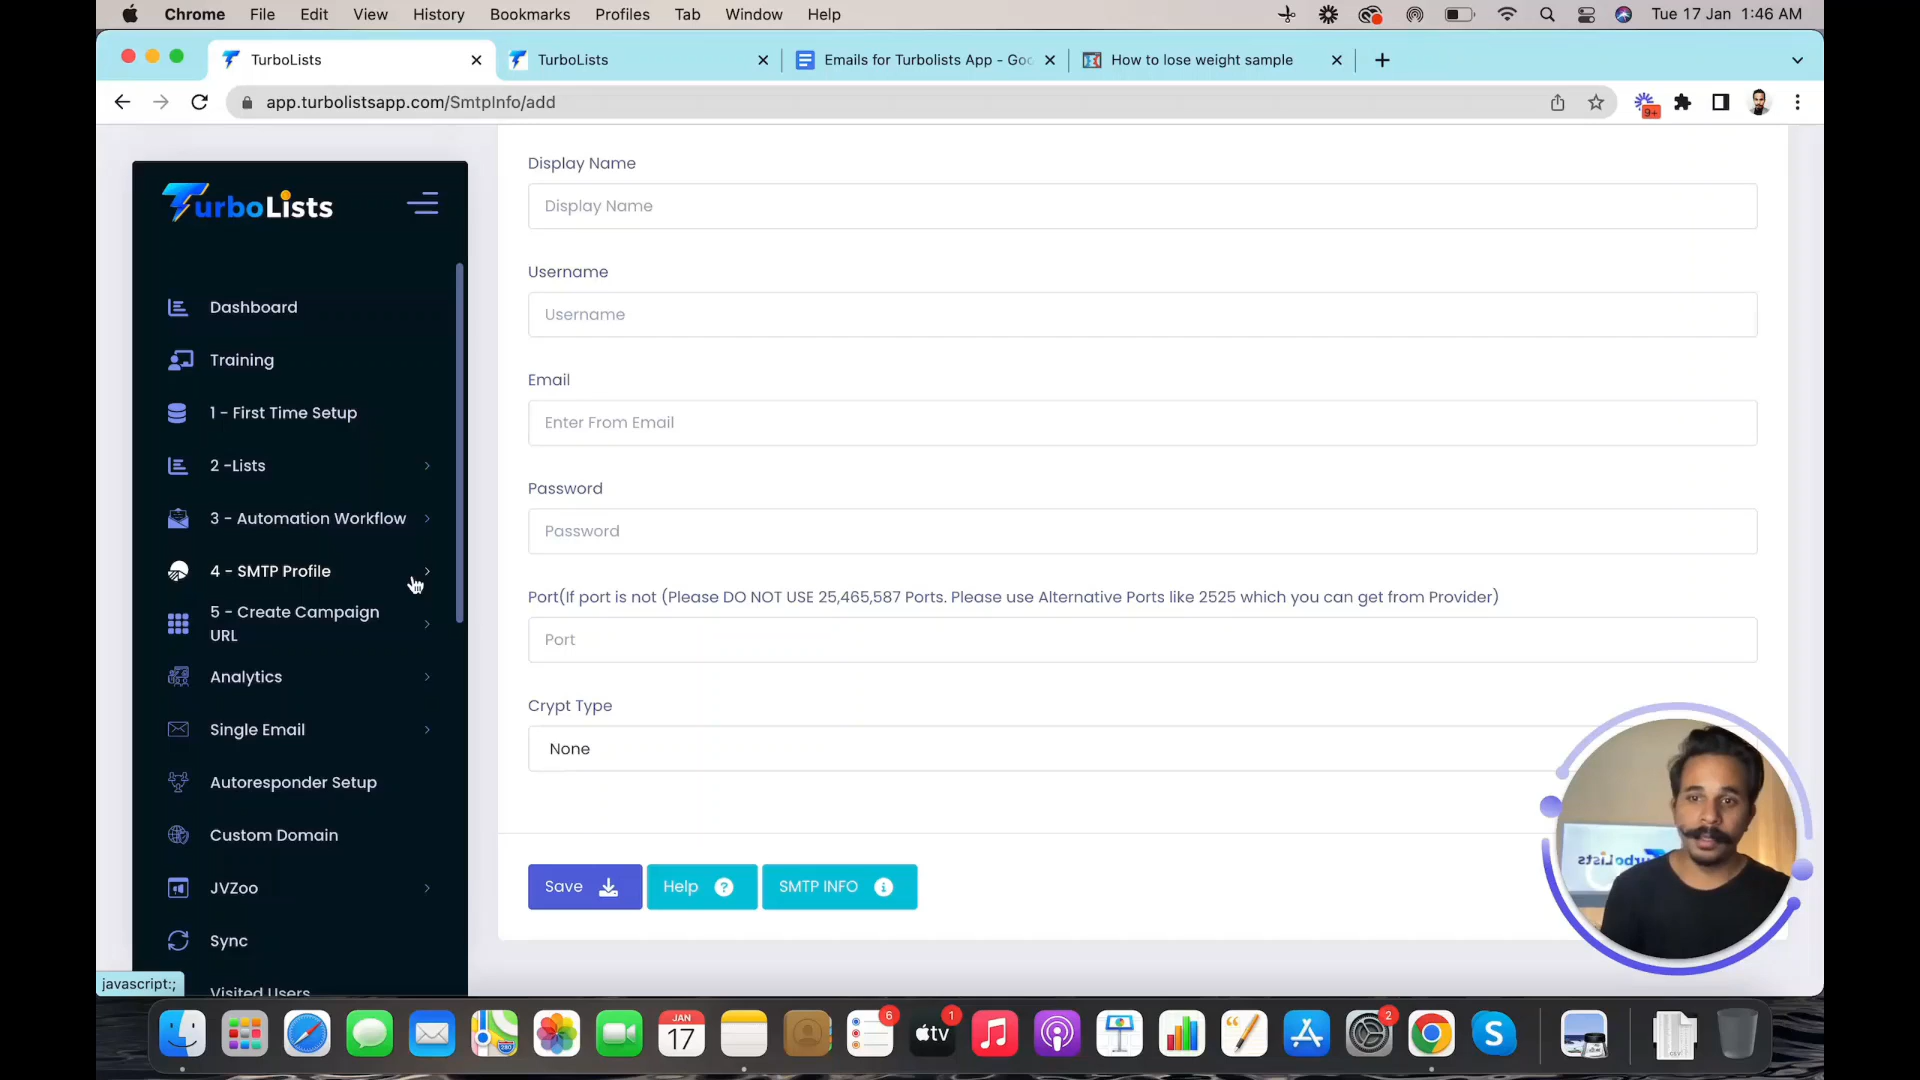 Chrome File Edit View History Bookmarks Profiles Tab Window Help Tue 17 Jan 1:46 AM
TurboLists TurboLists Emails for Turbolists App - Goo How to lose weight sample
app.turbolistsapp.com/SmtpInfo/add
9+
TurboLists
Dashboard
Training
1 - First Time Setup
2 -Lists
3 - Automation Workflow
4 - SMTP Profile
5 - Create Campaign
URL
Analytics
Single Email
Autoresponder Setup
Custom Domain
JVZoo
Sync
Visited Users
javascript:;
Display Name
Display Name
Username
Username
Email
Enter From Email
Password
Password
Port(If port is not (Please DO NOT USE 25,465,587 Ports. Please use Alternative Ports like 2525 which you can get from Provider)
Port
Crypt Type
None
Save Help ? SMTP INFO i
JAN
17
6
tv
1
2